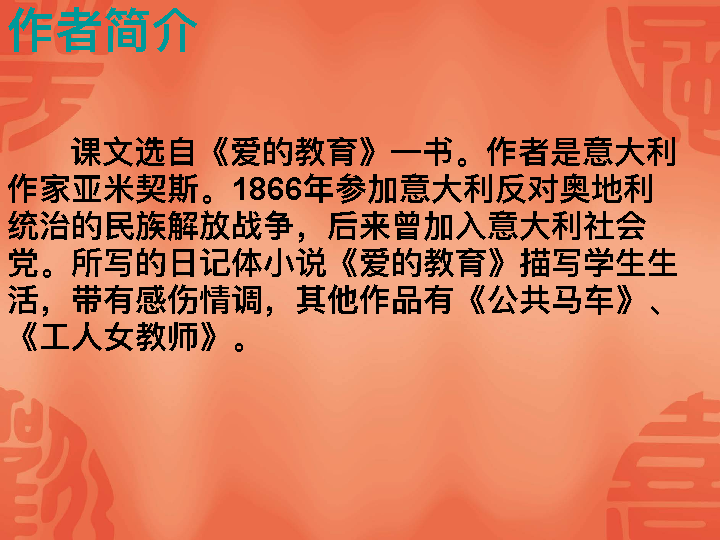 作者简介
课文选自《爱的教育》一书。作者是意大利
作家亚米契斯。1866年参加意大利反对奥地利
统治的民族解放战争，后来曾加入意大利社会
党。所写的日记体小说《爱的教育》描写学生生
活，带有感伤情调，其他作品有《公共马车》、
《工人女教师》。